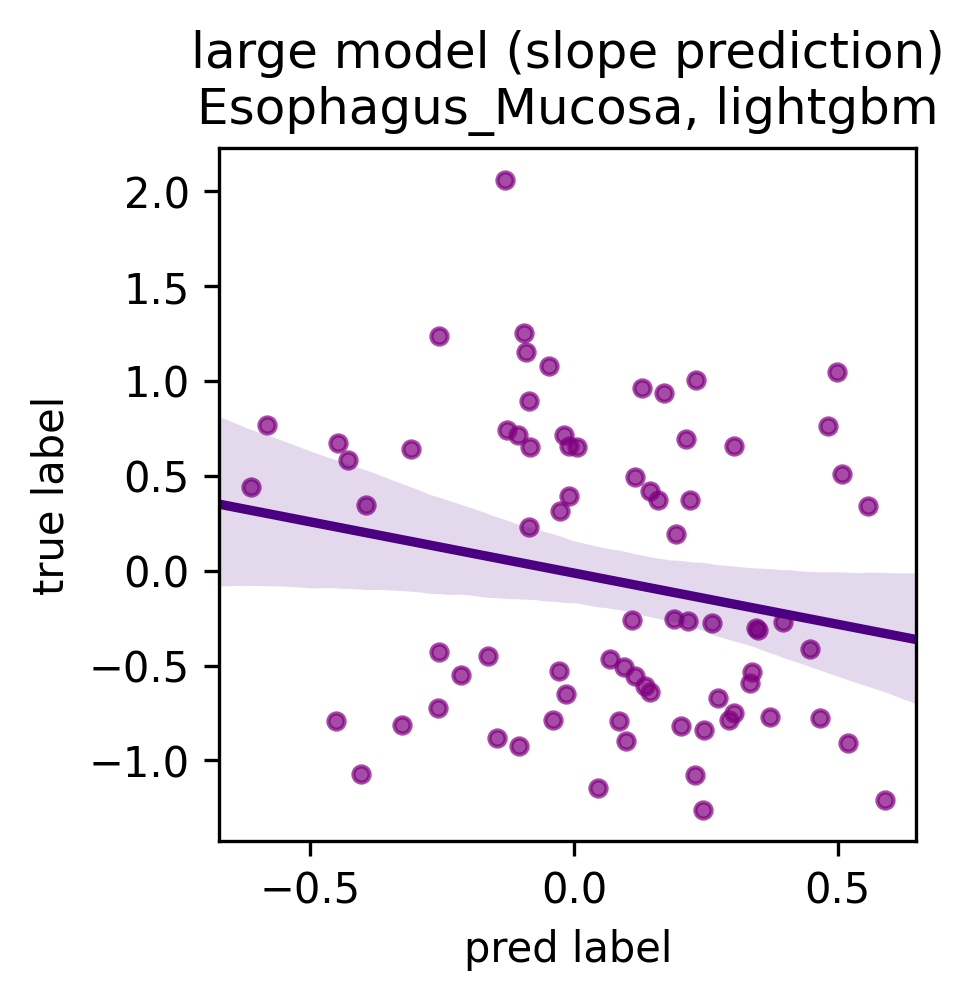 large model (slope prediction)
Esophagus_Mucosa, lightgbm
2.0
1.5
1.0
0.5
0.0
−0.5
−1.0
true label
−0.5
0.0
0.5
pred label